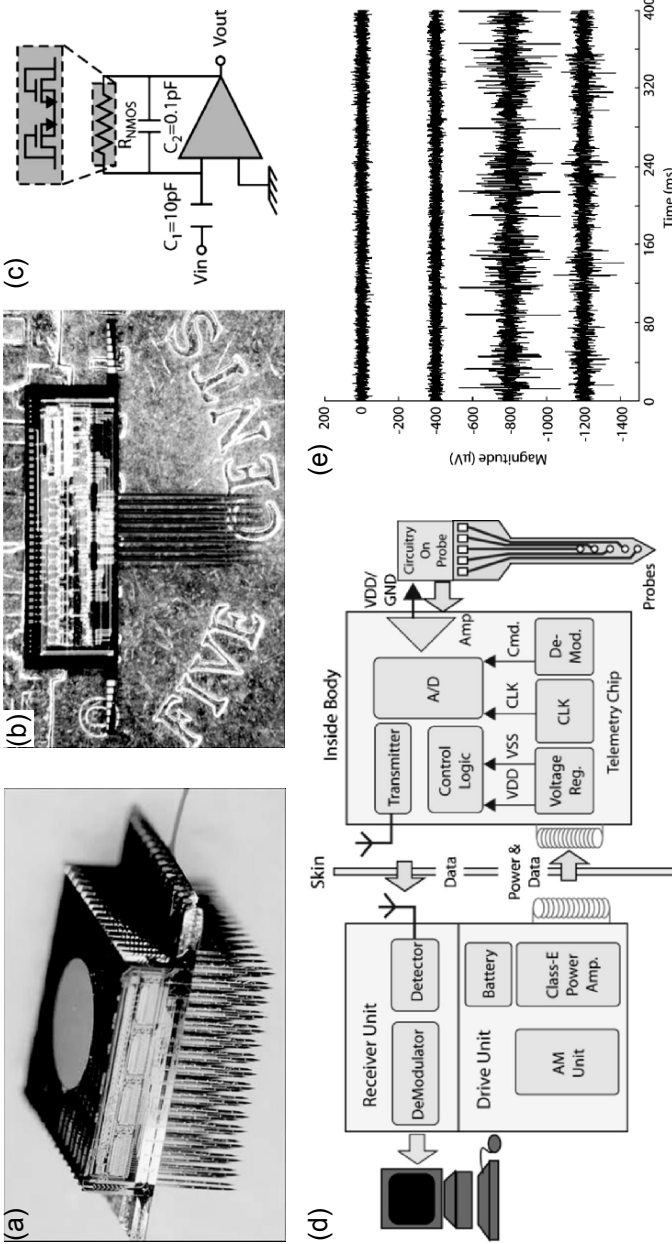 (a)
(b)
FIVE
CENTS
(c)
Vin
C₁=10pF
RNMOS
C₂=0.1pF
Vout
(d)
Receiver Unit
DeModulator
Detector
Drive Unit
AM
Unit
Battery
Class-E
Power
Amp.
Skin
Data
Power &
Data
Inside Body
Transmitter
Control
Logic
A/D
Amp
VDD
VSS
CLK
Cmd.
Voltage
Reg.
CLK
De-
Mod.
Telemetry Chip
VDD/
GND
Circuitry
On
Probe
Probes
(e)
Magnitude (μV)
200
0
-200
-400
-600
-800
-1000
-1200
-1400
0
80
160
240
320
400
Time (ms)